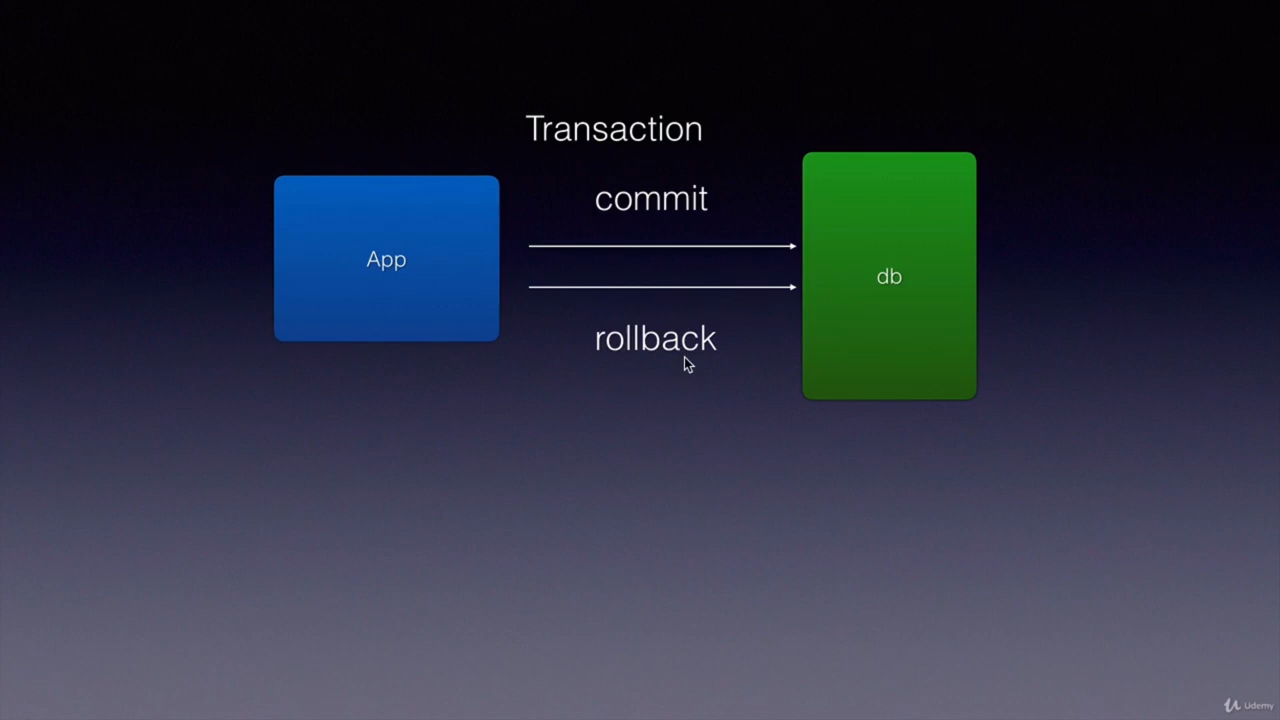 Transaction
commit
App
db
rollback
Udemy